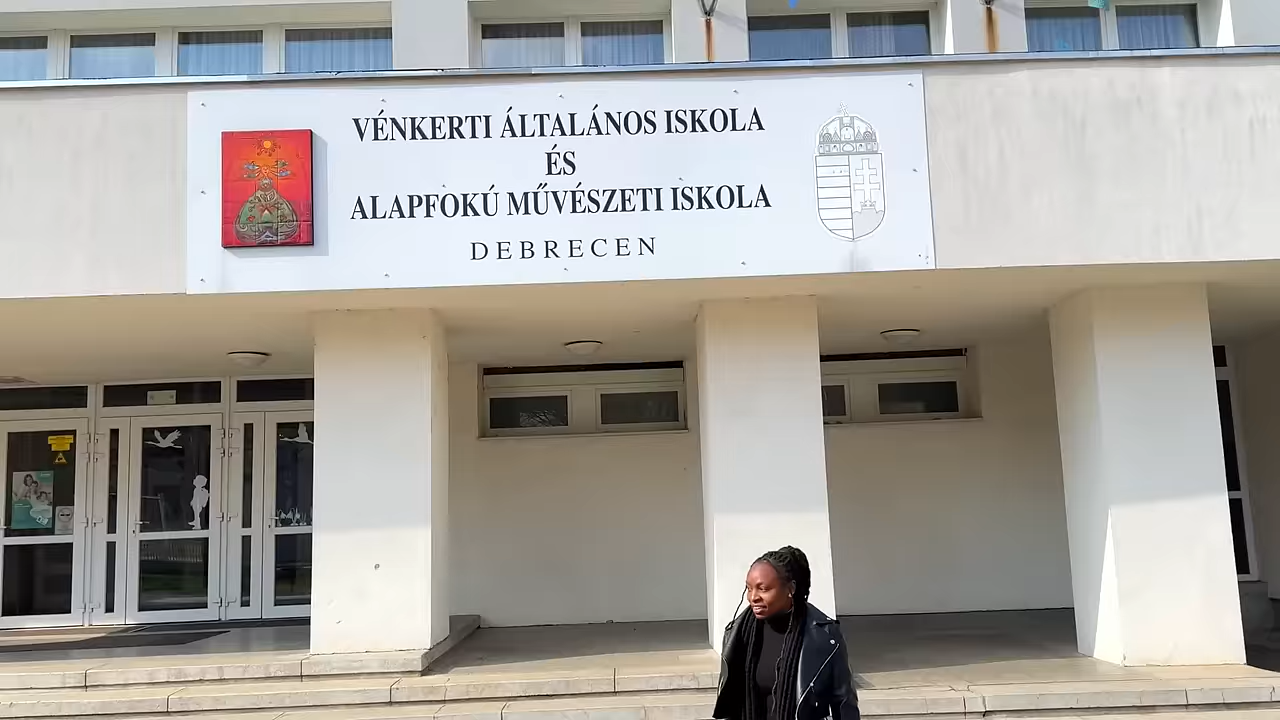 VÉNKERTI ÁLTALÁNOS ISKOLA
ÉS
ALAPFOKÚ MŰVÉSZETI ISKOLA
DEBRECEN